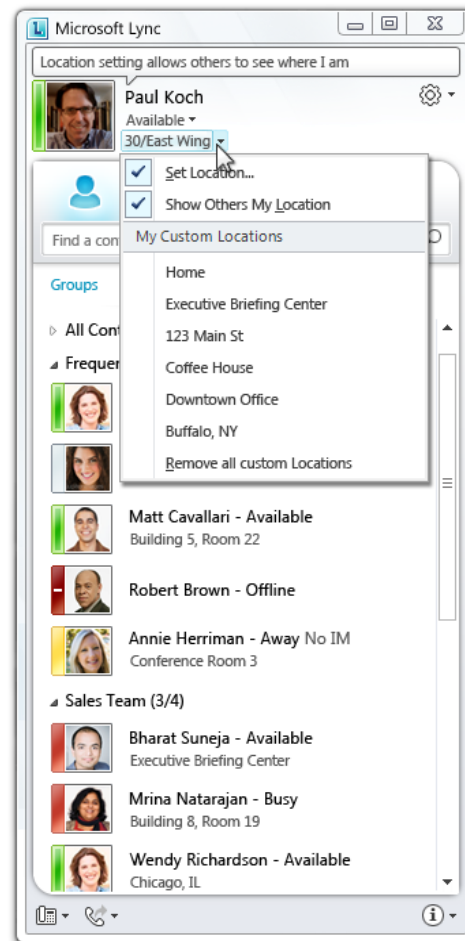 Microsoft Lync
Location setting allows others to see where I am
Paul Koch
Available
30/East Wing
Set Location...
Show Others My Location
My Custom Locations
Find a con
Home
Groups
Executive Briefing Center
All Cont
123 Main St
Frequen
Coffee House
Downtown Office
Buffalo, NY
Remove all custom Locations
Matt Cavallari - Available
Building 5, Room 22
Robert Brown - Offline
Annie Herriman - Away No IM
Conference Room 3
Sales Team (3/4)
Bharat Suneja - Available
Executive Briefing Center
Mrina Natarajan - Busy
Building 8, Room 19
Wendy Richardson - Available
Chicago, IL